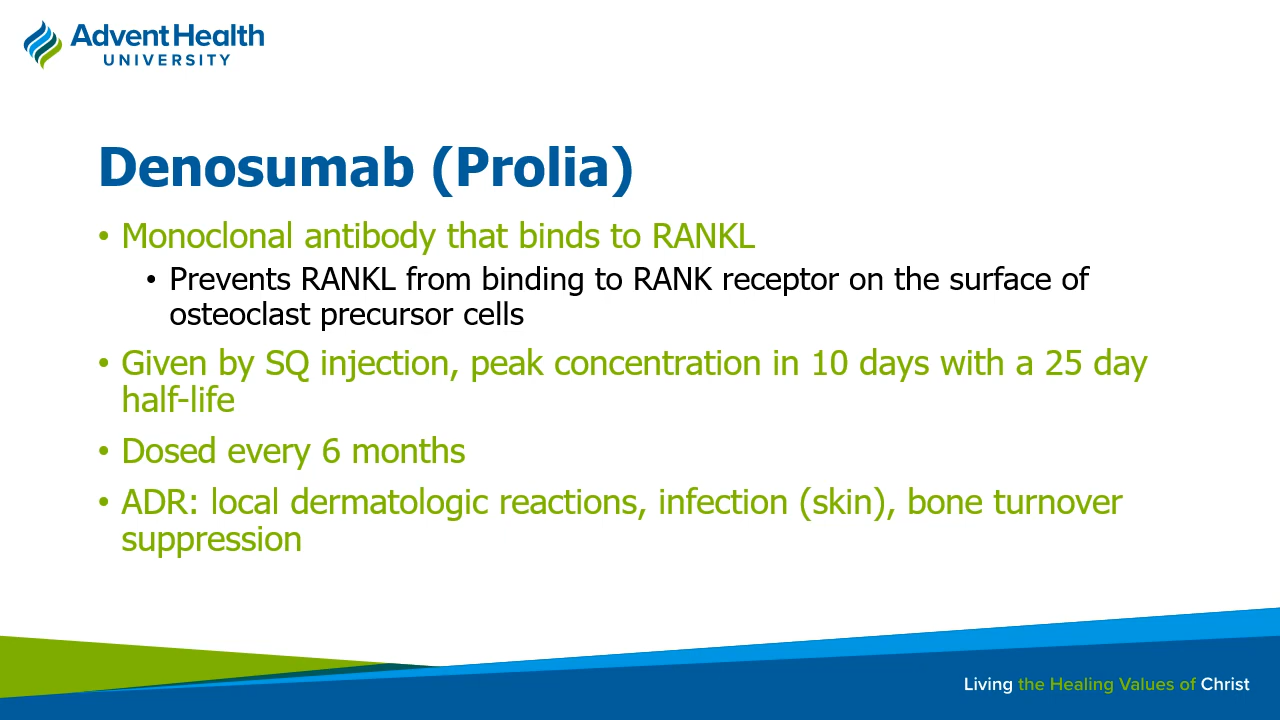 AdventHealth
UNIVERSITY
Denosumab (Prolia)
• Monoclonal antibody that binds to RANKL
• Prevents RANKL from binding to RANK receptor on the surface of
osteoclast precursor cells
• Given by SQ injection, peak concentration in 10 days with a 25 day
half-life
• Dosed every 6 months
• ADR: local dermatologic reactions, infection (skin), bone turnover
suppression
Living the Healing Values of Christ